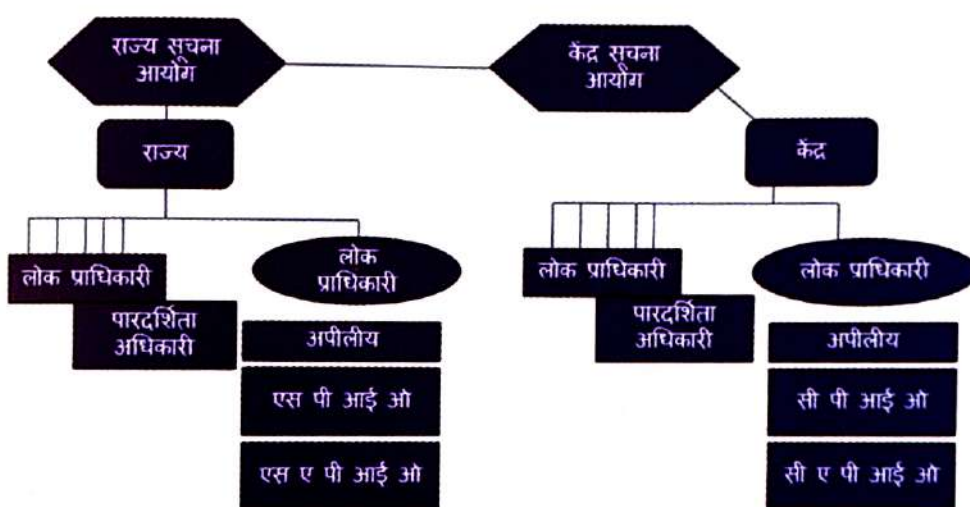 राज्य सूचना
आयोग
केंद्र सूचना
आयोग
राज्य
केंद्र
लोक प्राधिकारी
लोक
प्राधिकारी
लोक प्राधिकारी
लोक प्राधिकारी
पारदर्शिता
अधिकारी
पारदर्शिता
अधिकारी
अपीलीय
अपीलीय
एस पी आई ओ
सी पी आई ओ
एस ए पी आई ओ
सी ए पी आई ओ